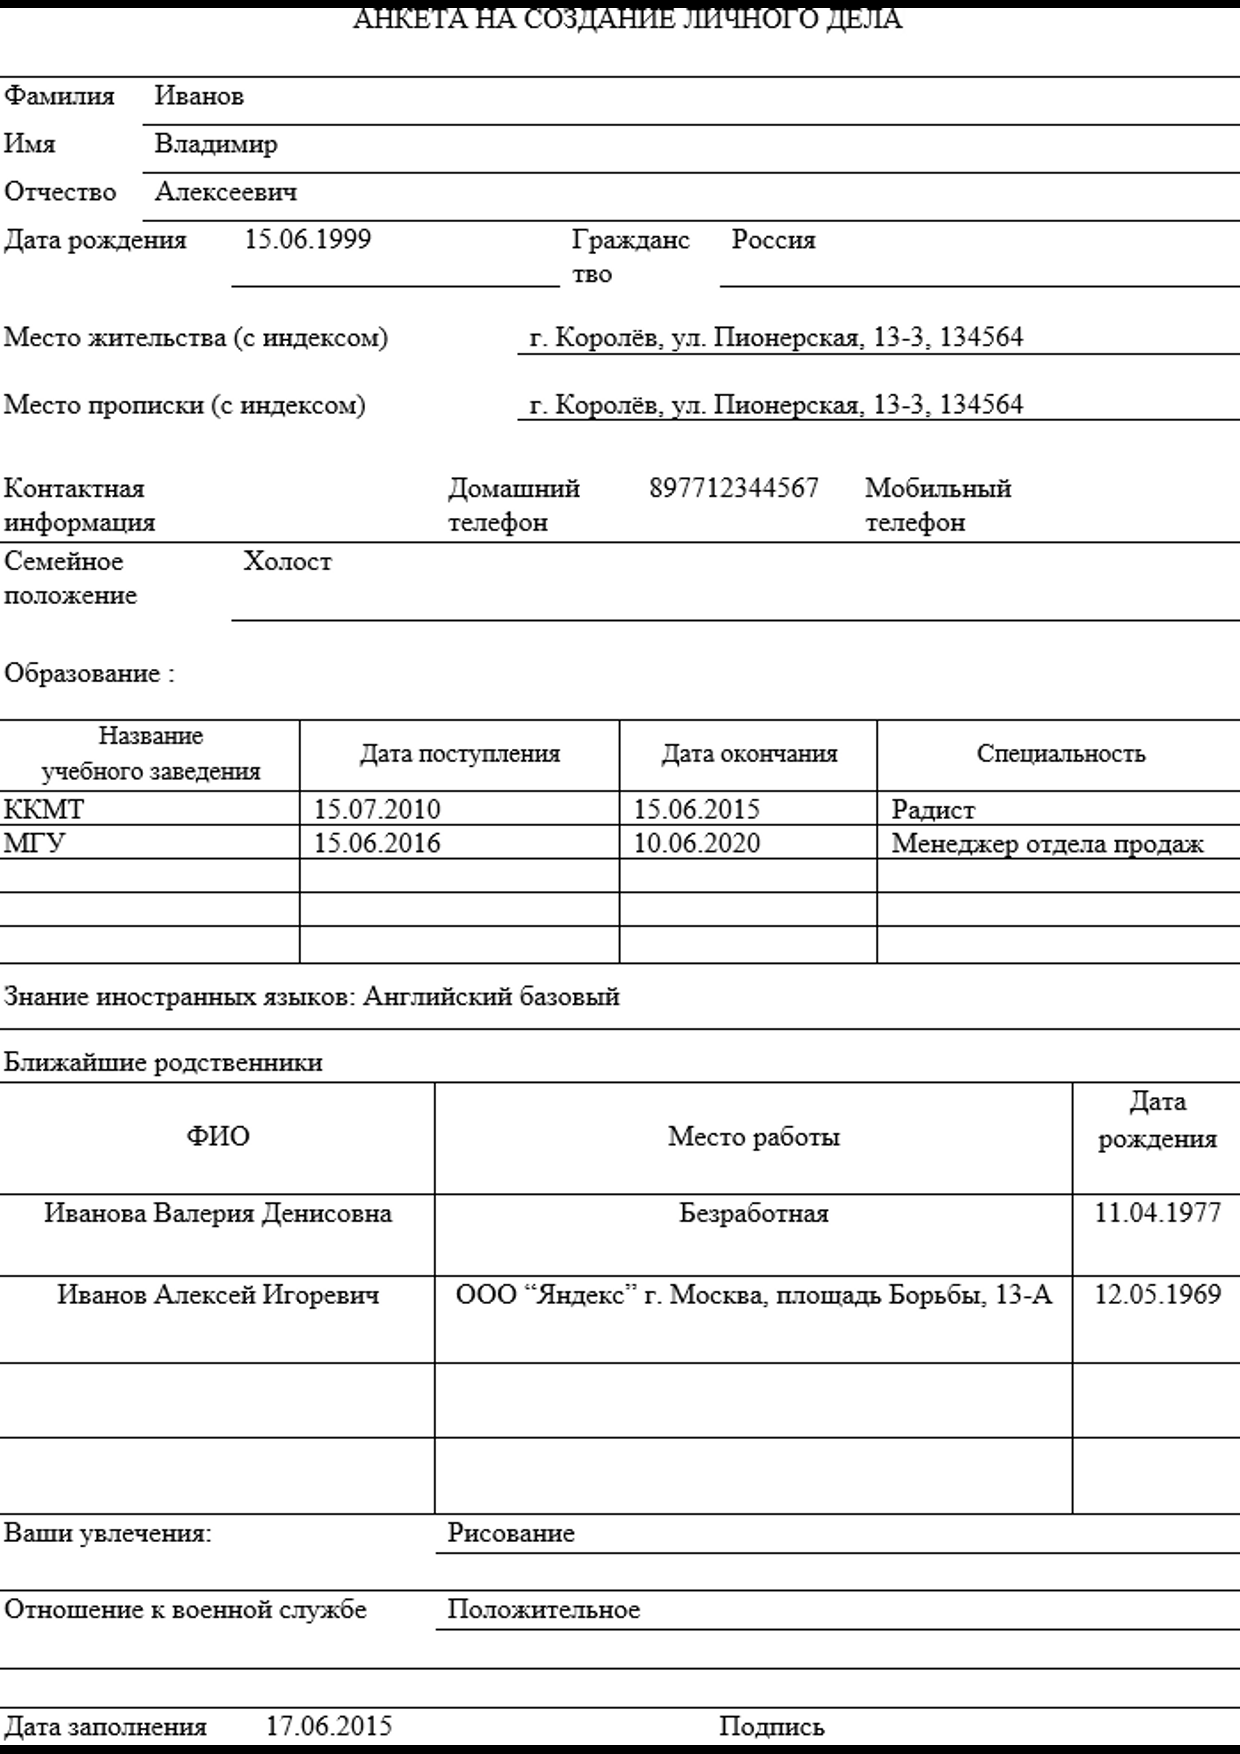 АНКЕТА НА СОЗДАНИЕ ЛИЧНОГО ДЕЛА
Фамилия Иванов
Имя Владимир
Отчество Алексеевич
Дата рождения 15.06.1999 Гражданс Россия
тво
Место жительства (с индексом) г. Королёв, ул. Пионерская, 13-3, 134564
Место прописки (с индексом) г. Королёв, ул. Пионерская, 13-3, 134564
Контактная Домашний 897712344567 Мобильный
информация телефон телефон
Семейное Холост
положение
Образование :
Название
учебного заведения Дата поступления Дата окончания Специальность
ККМТ 15.07.2010 15.06.2015 Радист
МГУ 15.06.2016 10.06.2020 Менеджер отдела продаж
Знание иностранных языков: Английский базовый
Ближайшие родственники
ФИО Место работы Дата
рождения
Иванова Валерия Денисовна Безработная 11.04.1977
Иванов Алексей Игоревич ООО “Яндекс” г. Москва, площадь Борьбы, 13-А 12.05.1969
Ваши увлечения: Рисование
Отношение к военной службе Положительное
Дата заполнения 17.06.2015 Подпись